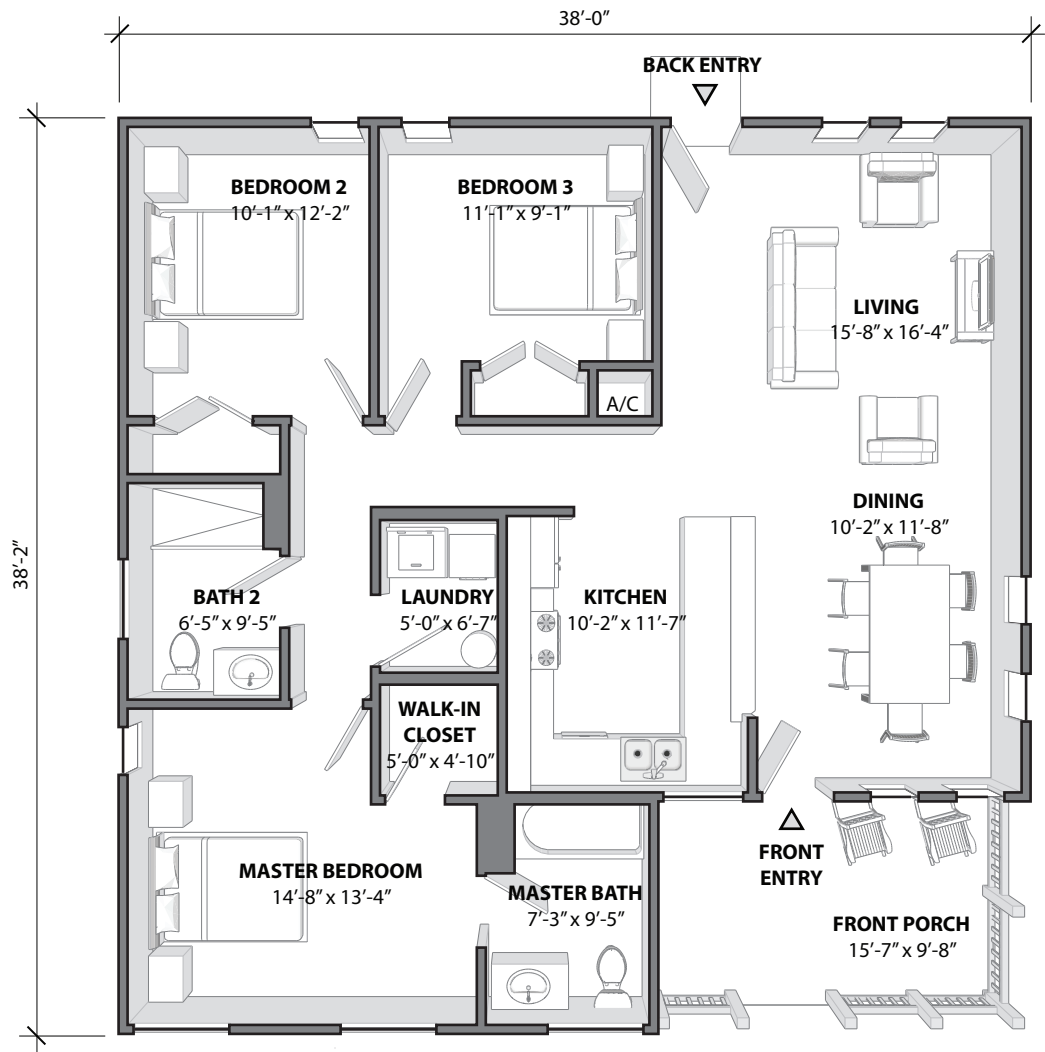 38′-0″
BACK ENTRY
BEDROOM 2
10′-1″ x 12′-2″
BEDROOM 3
11′-1″ x 9′-1″
LIVING
15′-8″ x 16′-4″
A/C
DINING
10′-2″ x 11′-8″
38′-2″
BATH 2
6′-5″ x 9′-5″
LAUNDRY
5′-0″ x 6′-7″
KITCHEN
10′-2″ x 11′-7″
WALK-IN
CLOSET
5′-0″ x 4′-10″
MASTER BEDROOM
14′-8″ x 13′-4″
MASTER BATH
7′-3″ x 9′-5″
FRONT
ENTRY
FRONT PORCH
15′-7″ x 9′-8″